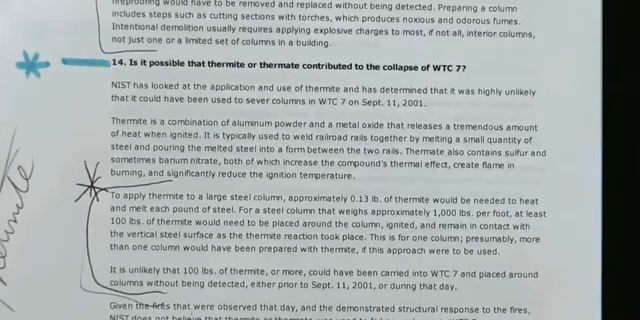 fireproofing would have to be removed and replaced without being detected. Preparing a column
includes steps such as cutting sections with torches, which produces noxious and odorous fumes.
Intentional demolition usually requires applying explosive charges to most, if not all, interior columns,
not just one or a limited set of columns in a building.
14. Is it possible that thermite or thermate contributed to the collapse of WTC 7?
NIST has looked at the application and use of thermite and has determined that it was highly unlikely
that it could have been used to sever columns in WTC 7 on Sept. 11, 2001.
Thermite is a combination of aluminum powder and a metal oxide that releases a tremendous amount
of heat when ignited. It is typically used to weld railroad rails together by melting a small quantity of
steel and pouring the melted steel into a form between the two rails. Thermate also contains sulfur and
sometimes barium nitrate, both of which increase the compound's thermal effect, create flame in
burning, and significantly reduce the ignition temperature.
To apply thermite to a large steel column, approximately 0.13 lb. of thermite would be needed to heat
and melt each pound of steel. For a steel column that weighs approximately 1,000 lbs. per foot, at least
100 lbs. of thermite would need to be placed around the column, ignited, and remain in contact with
the vertical steel surface as the thermite reaction took place. This is for one column; presumably, more
than one column would have been prepared with thermite, if this approach were to be used.
It is unlikely that 100 lbs. of thermite, or more, could have been carried into WTC 7 and placed around
columns without being detected, either prior to Sept. 11, 2001, or during that day.
Given the fires that were observed that day, and the demonstrated structural response to the fires,
NIST does not believe that